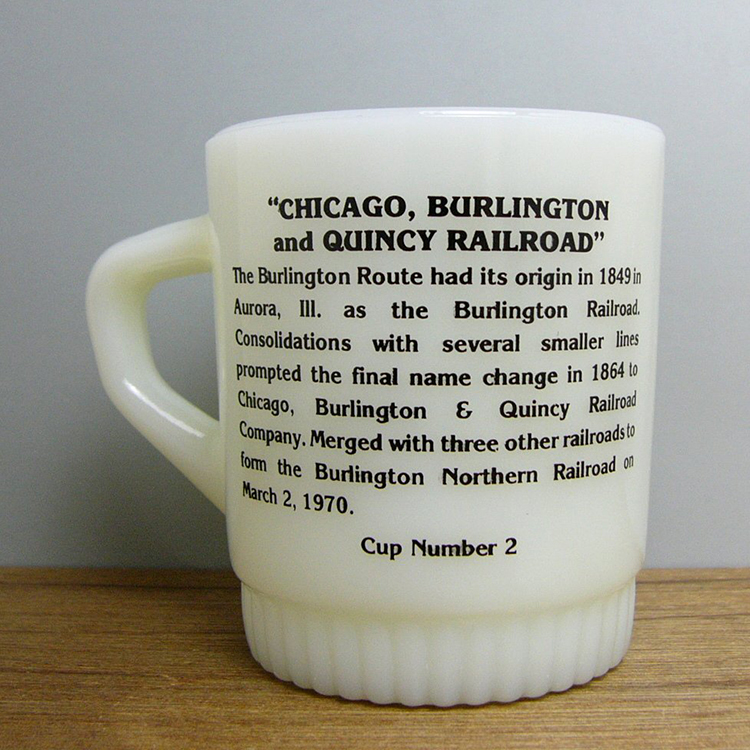 “CHICAGO, BURLINGTON
and QUINCY RAILROAD”
The Burlington Route had its origin in 1849 in
Aurora, Ill. as the Burlington Railroad.
Consolidations with several smaller lines
prompted the final name change in 1864 to
Chicago, Burlington & Quincy Railroad
Company. Merged with three other railroads to
form the Burlington Northern Railroad on
March 2, 1970.
Cup Number 2